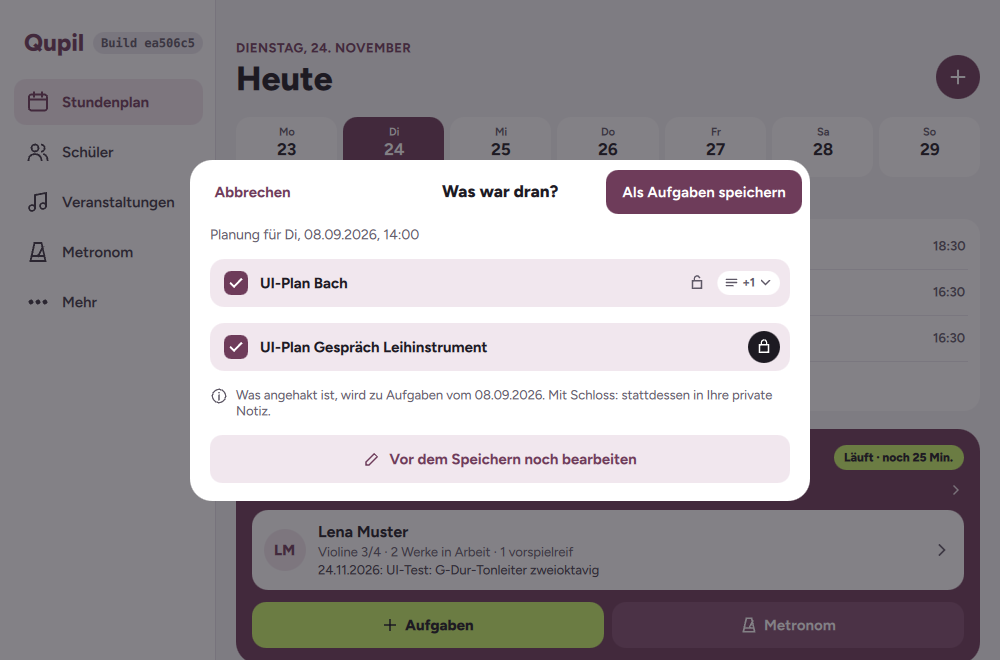 Qupil Build ea506c5
Stundenplan
Schüler
Veranstaltungen
Metronom
Mehr
DIENSTAG, 24. NOVEMBER
Heute
Mo Di Mi Do Fr Sa So
23 24 25 26 27 28 29
Abbrechen Was war dran? Als Aufgaben speichern
Planung für Di, 08.09.2026, 14:00
UI-Plan Bach +1
UI-Plan Gespräch Leihinstrument
Was angehakt ist, wird zu Aufgaben vom 08.09.2026. Mit Schloss: stattdessen in Ihre private
Notiz.
Vor dem Speichern noch bearbeiten
18:30
16:30
16:30
Läuft · noch 25 Min.
LM Lena Muster
Violine 3/4 · 2 Werke in Arbeit · 1 vorspielreif
24.11.2026: UI-Test: G-Dur-Tonleiter zweioktavig
Aufgaben Metronom